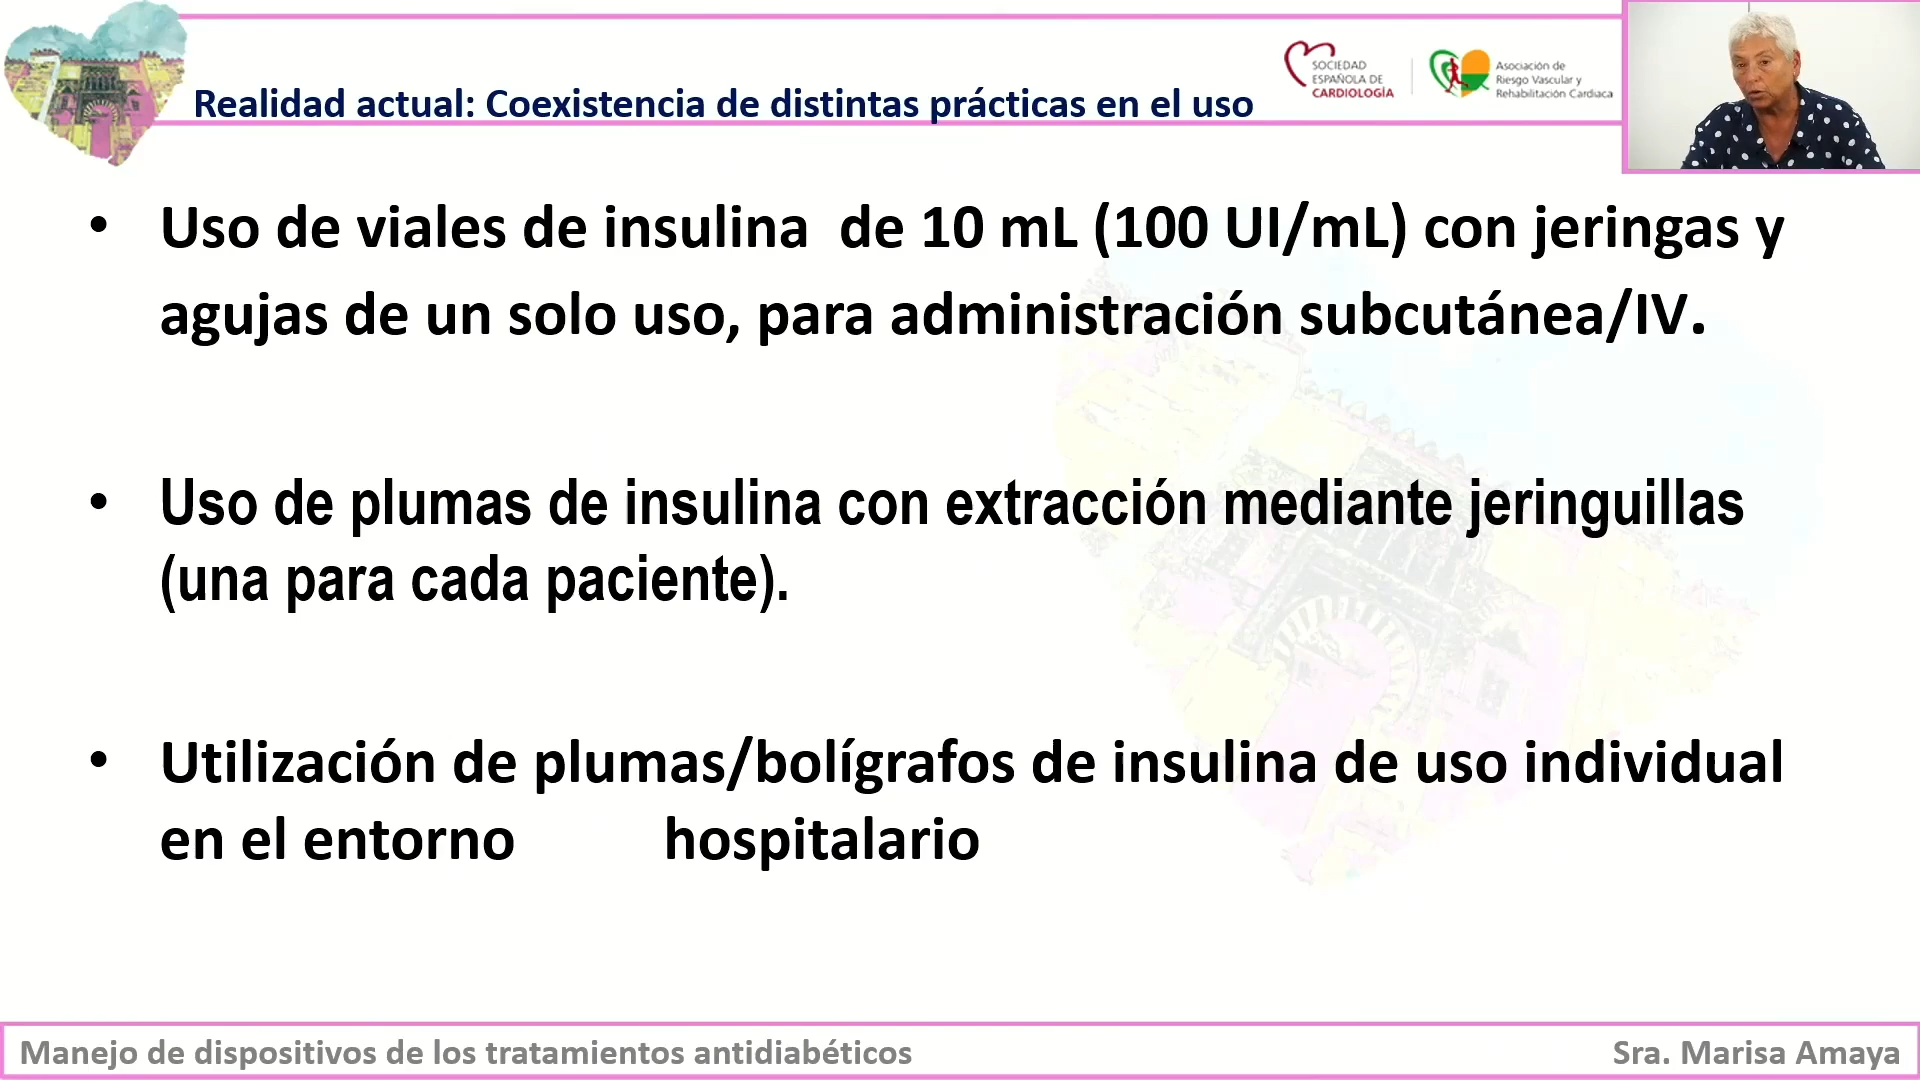 SOCIEDAD
ESPAÑOLA DE
CARDIOLOGÍA
Asociación de
Riesgo Vascular y
Rehabilitación Cardiaca
Realidad actual: Coexistencia de distintas prácticas en el uso
• Uso de viales de insulina  de 10 mL (100 UI/mL) con jeringas y
agujas de un solo uso, para administración subcutánea/IV.
• Uso de plumas de insulina con extracción mediante jeringuillas
(una para cada paciente).
• Utilización de plumas/bolígrafos de insulina de uso individual
en el entorno hospitalario
Manejo de dispositivos de los tratamientos antidiabéticos
Sra. Marisa Amaya